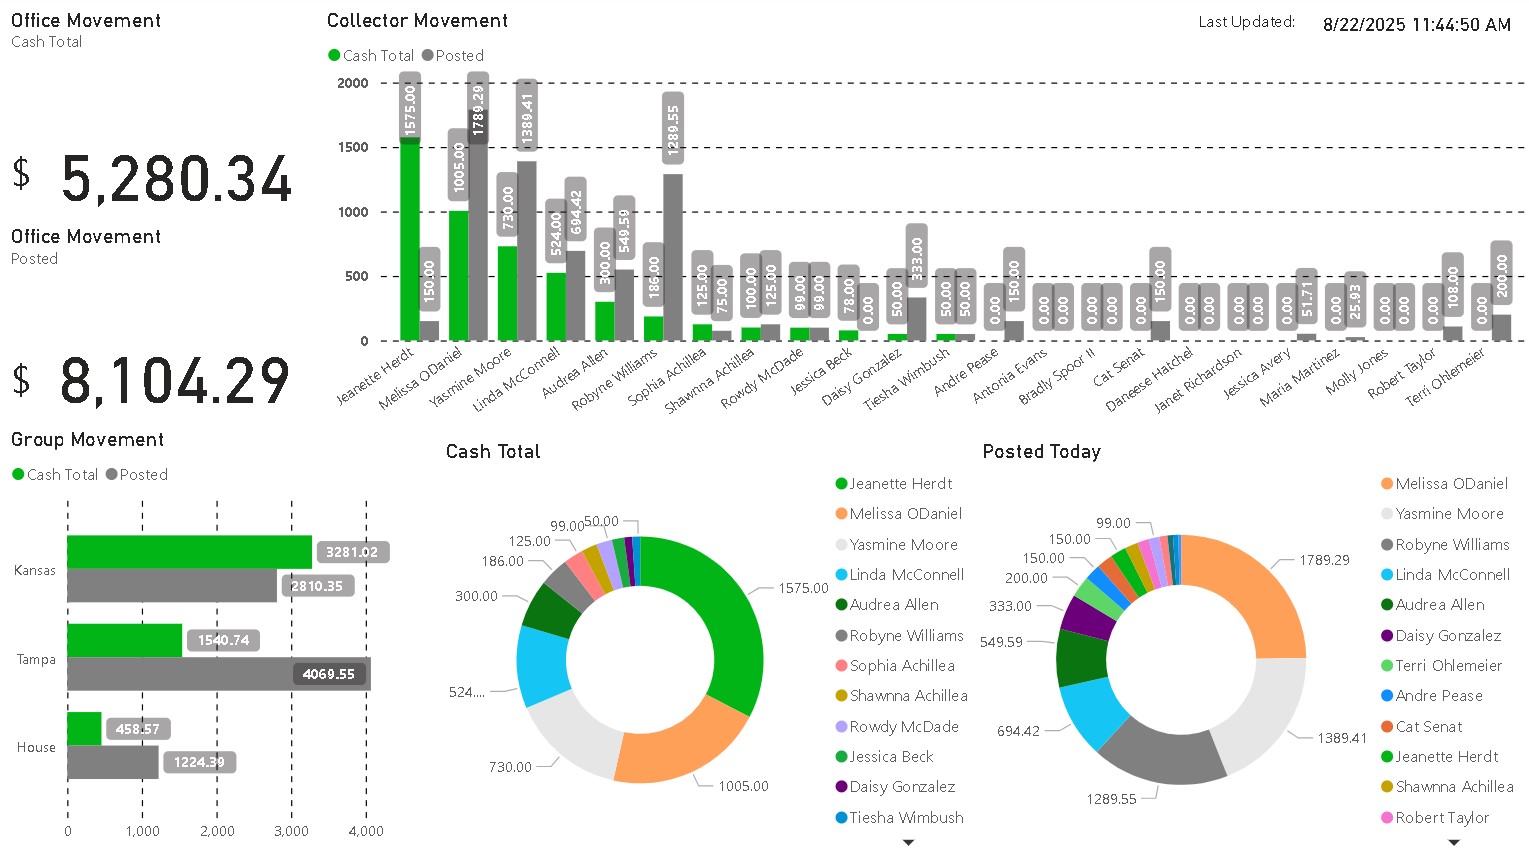 Office Movement
Cash Total
$ 5,280.34
Office Movement
Posted
$ 8,104.29
Collector Movement
Last Updated: 8/22/2025 11:44:50 AM
Cash Total Posted
2000
1500
1000
500
0
1575.00 150.00
1005.00 1789.29
730.00 1389.41
524.00 694.42
300.00 549.59
186.00 1289.55
125.00 75.00
100.00 125.00
99.00 99.00
78.00 0.00
50.00 333.00
50.00 50.00
0.00 150.00
0.00 0.00
0.00 0.00
0.00 150.00
0.00 0.00
0.00 0.00
0.00 51.71
0.00 25.93
0.00 0.00
0.00 108.00
0.00 200.00
Jeanette Herdt
Melissa ODaniel
Yasmine Moore
Linda McConnell
Audrea Allen
Robyne Williams
Sophia Achillea
Shawnna Achillea
Rowdy McDade
Jessica Beck
Daisy Gonzalez
Tiesha Wimbush
Andre Pease
Antonia Evans
Bradly Spoor II
Cat Senat
Daneese Hatchel
Janet Richardson
Jessica Avery
Maria Martinez
Molly Jones
Robert Taylor
Terri Ohlemeier
Group Movement
Cash Total Posted
Kansas
3281.02
2810.35
Tampa
1540.74
4069.55
House
458.57
1224.39
0 1,000 2,000 3,000 4,000
Cash Total
50.00
99.00
125.00
186.00
300.00
524....
730.00
1005.00
1575.00
Jeanette Herdt
Melissa ODaniel
Yasmine Moore
Linda McConnell
Audrea Allen
Robyne Williams
Sophia Achillea
Shawnna Achillea
Rowdy McDade
Jessica Beck
Daisy Gonzalez
Tiesha Wimbush
Posted Today
99.00
150.00
150.00
200.00
333.00
549.59
694.42
1289.55
1389.41
1789.29
Melissa ODaniel
Yasmine Moore
Robyne Williams
Linda McConnell
Audrea Allen
Daisy Gonzalez
Terri Ohlemeier
Andre Pease
Cat Senat
Jeanette Herdt
Shawnna Achillea
Robert Taylor